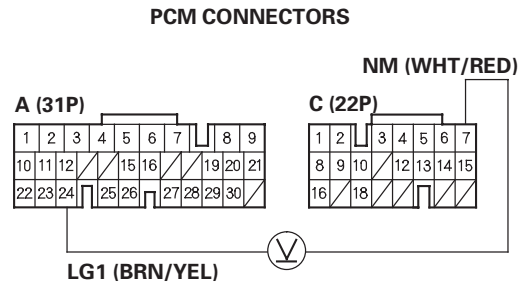 PCM CONNECTORS
NM (WHT/RED)
A (31P)
C (22P)
1 2 3 4 5 6 7 8 9
1 2 3 4 5 6 7
10 11 12 15 16 19 20 21
8 9 10 12 13 14 15
22 23 24 25 26 27 28 29 30
16 18
V
LG1 (BRN/YEL)